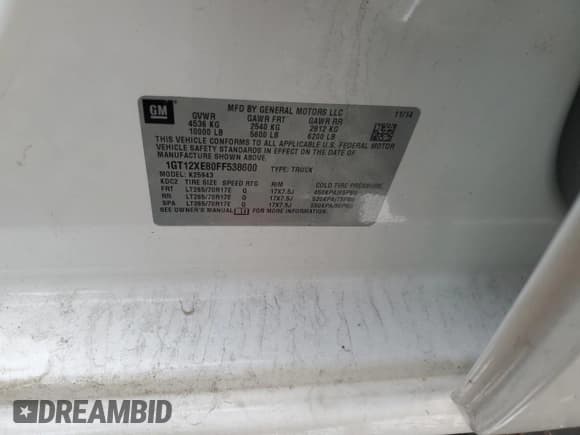 GM
MFD BY GENERAL MOTORS LLC 11/14
GVWR GAWR FRT GAWR RR
4536 KG 2540 KG 2812 KG
10000 LB 5600 LB 6200 LB
THIS VEHICLE CONFORMS TO ALL APPLICABLE U.S. FEDERAL MOTOR
VEHICLE SAFETY STANDARDS IN EFFECT ON THE DATE OF
MANUFACTURE SHOWN ABOVE.
1GT12XE80FF538600 TYPE: TRUCK
MODEL: K25943
KDC2 TIRE SIZE SPEED RTG RIM COLD TIRE PRESSURE
FRT LT265/70R17E Q 17X7.5J
RR LT265/70R17E Q 17X7.5J
SPA LT265/70R17E Q 17X7.5J
SEE OWNER'S MANUAL
DREAMBID